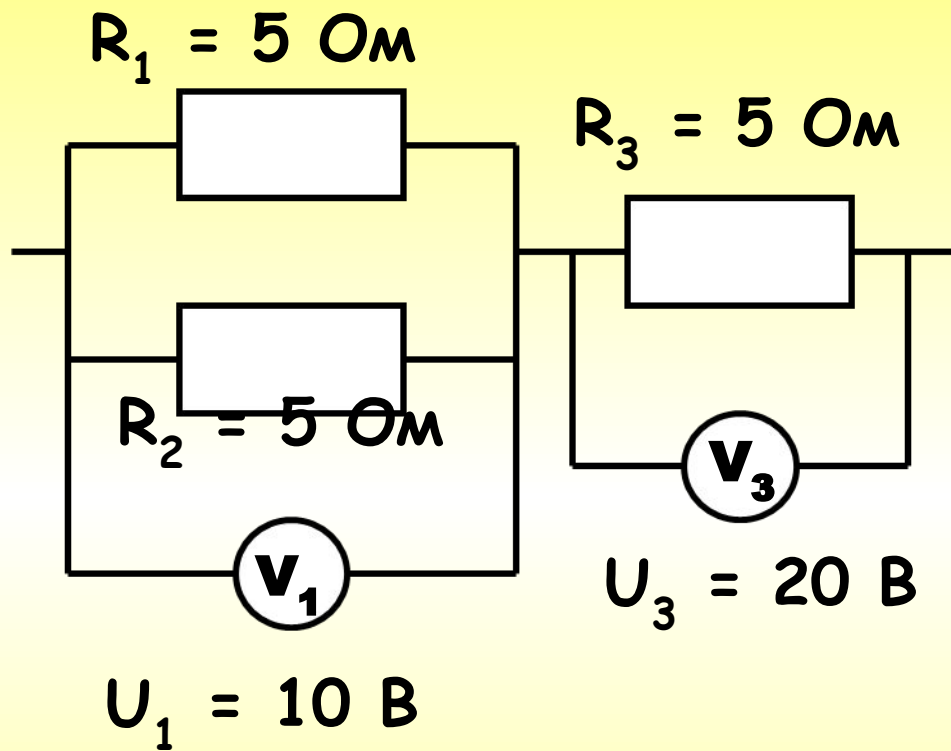 R₁ = 5 Ом
R₃ = 5 Ом
R₂ = 5 Ом
V₃
V₁
U₃ = 20 В
U₁ = 10 В